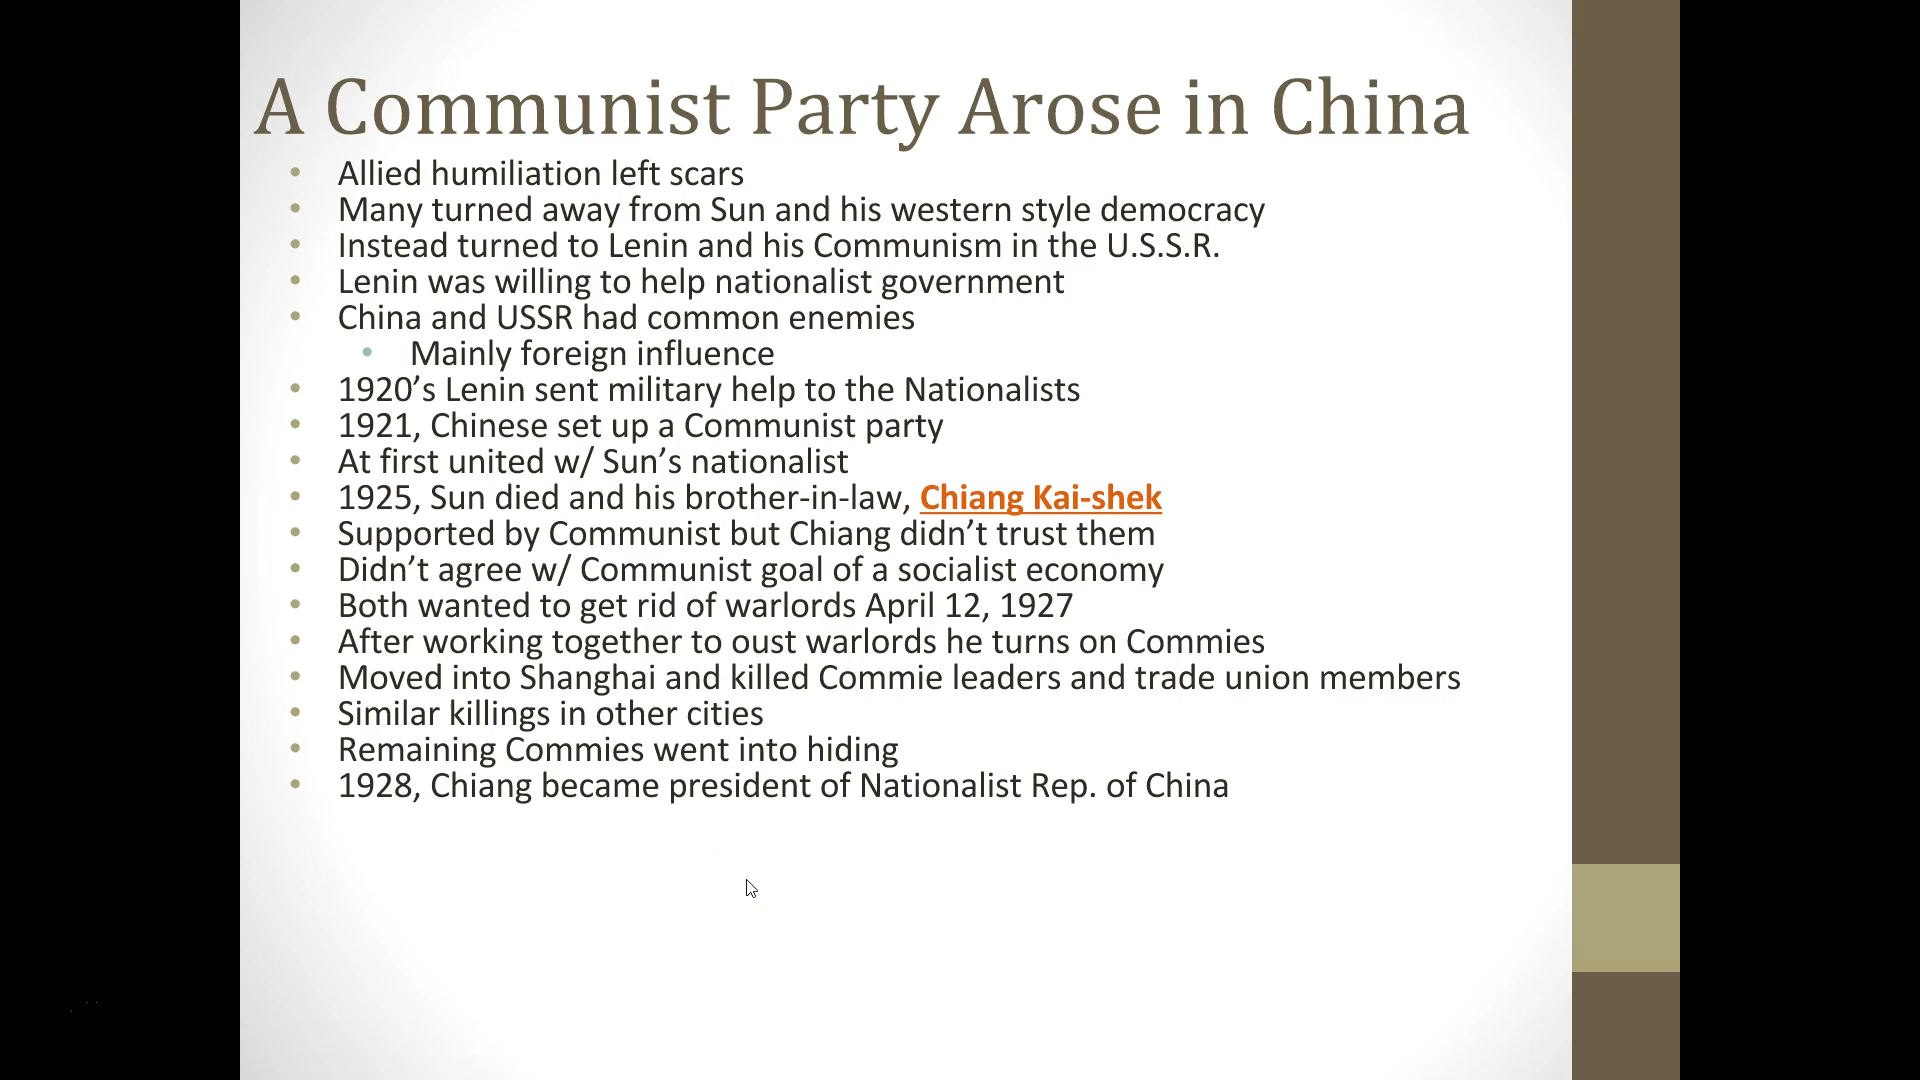 A Communist Party Arose in China
• Allied humiliation left scars
• Many turned away from Sun and his western style democracy
• Instead turned to Lenin and his Communism in the U.S.S.R.
• Lenin was willing to help nationalist government
• China and USSR had common enemies
• Mainly foreign influence
• 1920’s Lenin sent military help to the Nationalists
• 1921, Chinese set up a Communist party
• At first united w/ Sun’s nationalist
• 1925, Sun died and his brother-in-law, Chiang Kai-shek
• Supported by Communist but Chiang didn’t trust them
• Didn’t agree w/ Communist goal of a socialist economy
• Both wanted to get rid of warlords April 12, 1927
• After working together to oust warlords he turns on Commies
• Moved into Shanghai and killed Commie leaders and trade union members
• Similar killings in other cities
• Remaining Commies went into hiding
• 1928, Chiang became president of Nationalist Rep. of China